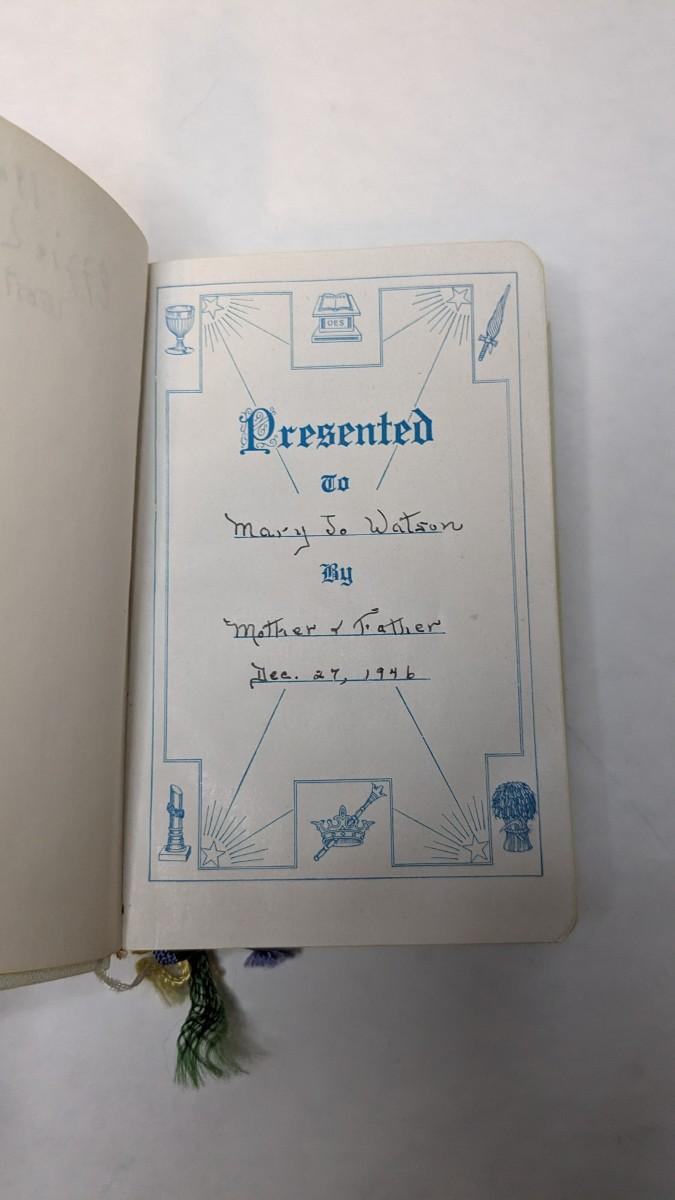 OES
Presented
To
Mary Jo Watson
By
Mother & Father
Dec. 27, 1946